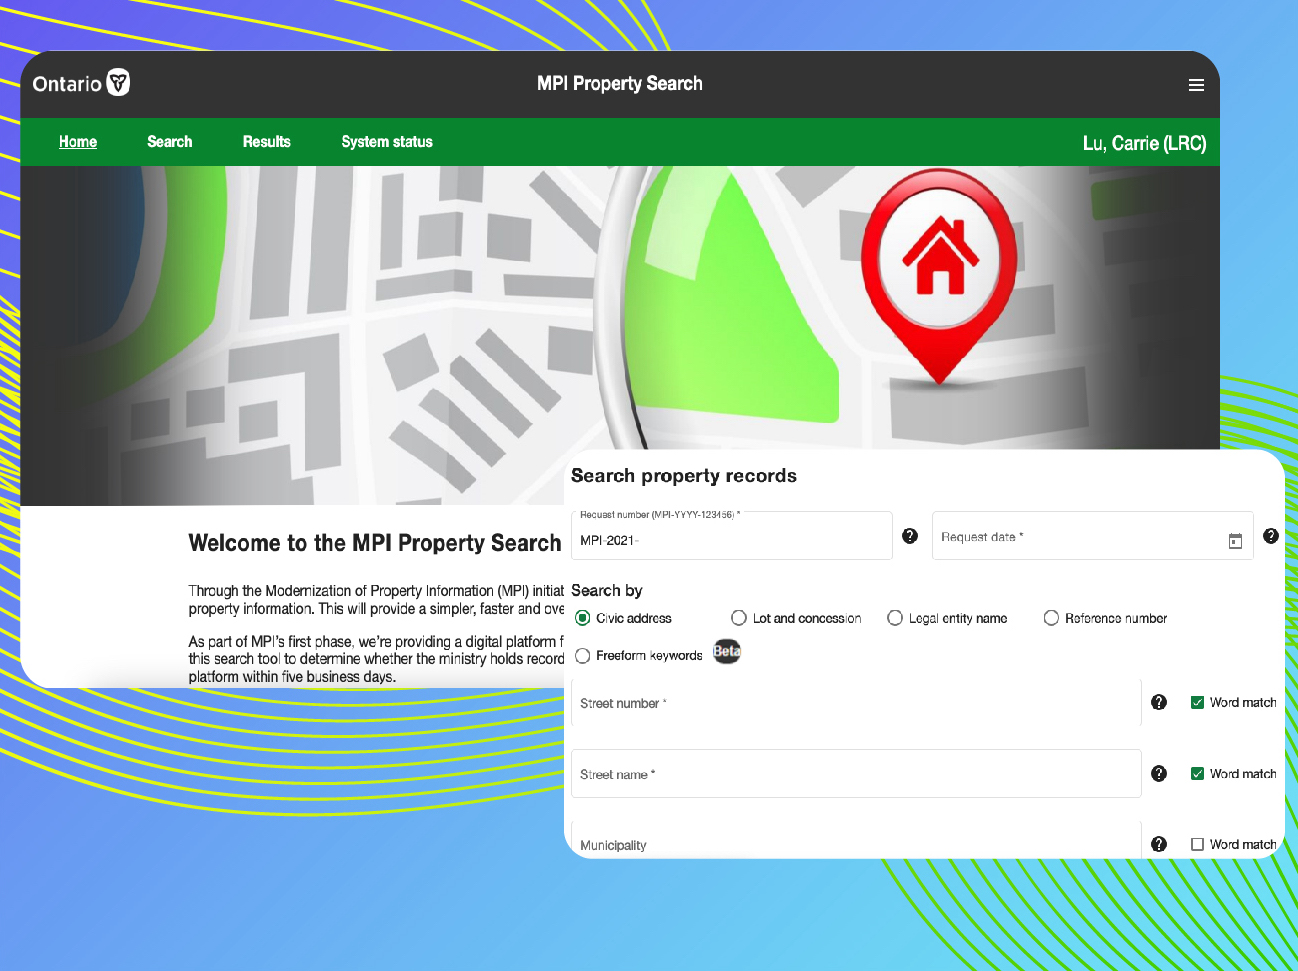 Ontario
MPI Property Search
Home Search Results System status Lu, Carrie (LRC)
Welcome to the MPI Property Search
Through the Modernization of Property Information (MPI) initiat
property information. This will provide a simpler, faster and ove
As part of MPI's first phase, we're providing a digital platform f
this search tool to determine whether the ministry holds record
platform within five business days.
Search property records
Request number (MPI-YYYY-123456) *
MPI-2021-
Request date *
Search by
Civic address Lot and concession Legal entity name Reference number
Freeform keywords Beta
Street number * Word match
Street name * Word match
Municipality Word match